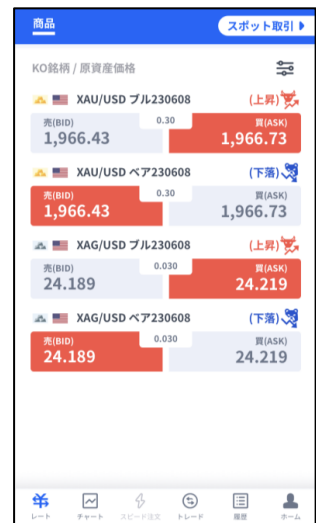 商品
スポット取引
KO銘柄 / 原資産価格
XAU/USD ブル230608 (上昇)
売(BID) 0.30 買(ASK)
1,966.43 1,966.73
XAU/USD ベア230608 (下落)
売(BID) 0.30 買(ASK)
1,966.43 1,966.73
XAG/USD ブル230608 (上昇)
売(BID) 0.030 買(ASK)
24.189 24.219
XAG/USD ベア230608 (下落)
売(BID) 0.030 買(ASK)
24.189 24.219
レート チャート スピード注文 トレード 履歴 ホーム